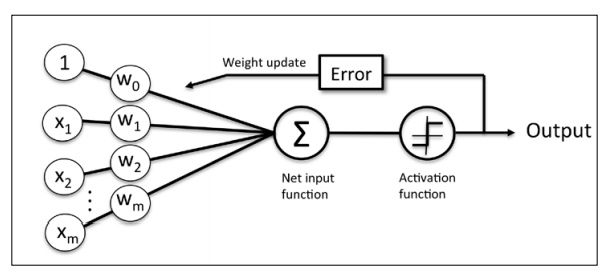 1
w0
Weight update
Error
x1
w1
Σ
Output
x2
w2
Net input
function
Activation
function
⋮
xm
wm